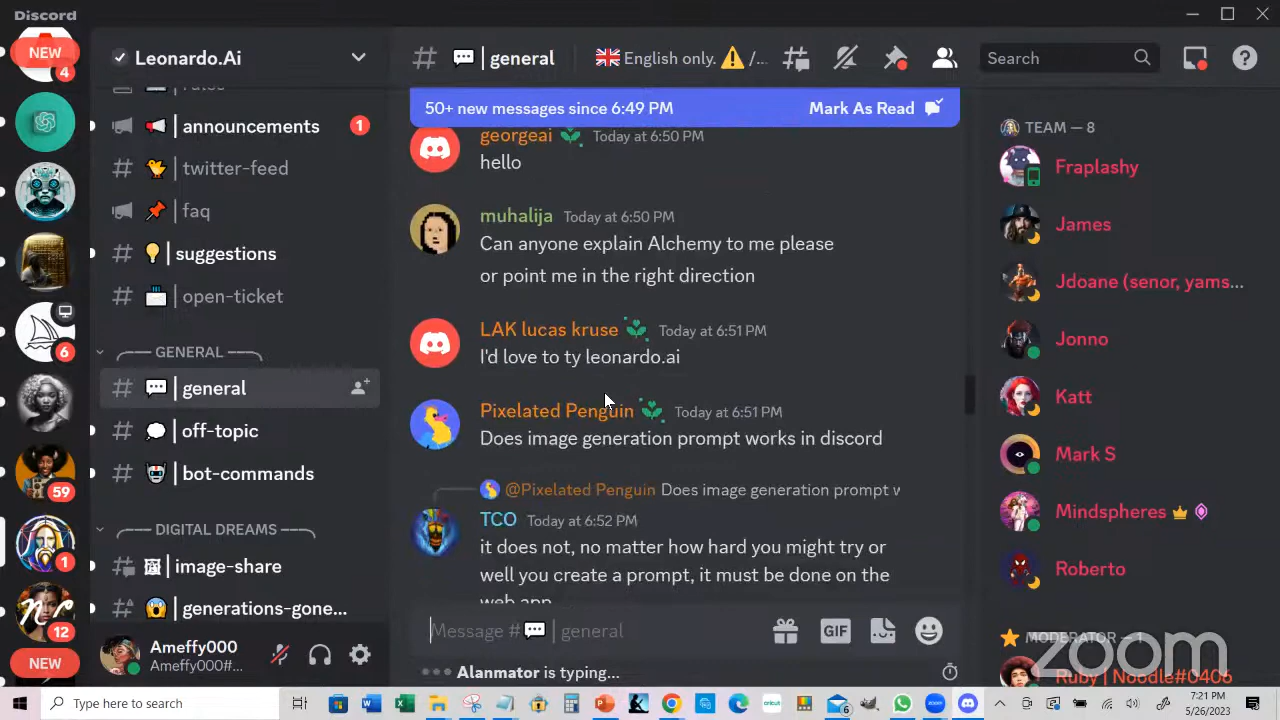 Discord
NEW
4
6
59
1
12
NEW
Leonardo.Ai
rules
announcements
1
twitter-feed
faq
suggestions
open-ticket
GENERAL
general
off-topic
bot-commands
DIGITAL DREAMS
image-share
generations-gone...
Ameffy000
Ameffy000#...
# | general
English only. /...
Search
50+ new messages since 6:49 PM
Mark As Read
georgeai Today at 6:50 PM
hello
muhalija Today at 6:50 PM
Can anyone explain Alchemy to me please
or point me in the right direction
LAK lucas kruse Today at 6:51 PM
I'd love to ty leonardo.ai
Pixelated Penguin Today at 6:51 PM
Does image generation prompt works in discord
@Pixelated Penguin Does image generation prompt w
TCO Today at 6:52 PM
it does not, no matter how hard you might try or
well you create a prompt, it must be done on the
web app
Message # | general
GIF
Alanmator is typing...
TEAM — 8
Fraplashy
James
Jdoane (senor, yams...
Jonno
Katt
Mark S
Mindspheres
Roberto
MODERATOR — 1
Ruby | Noodle#0406
zoom
Type here to search
7:21 PM
5/26/2023